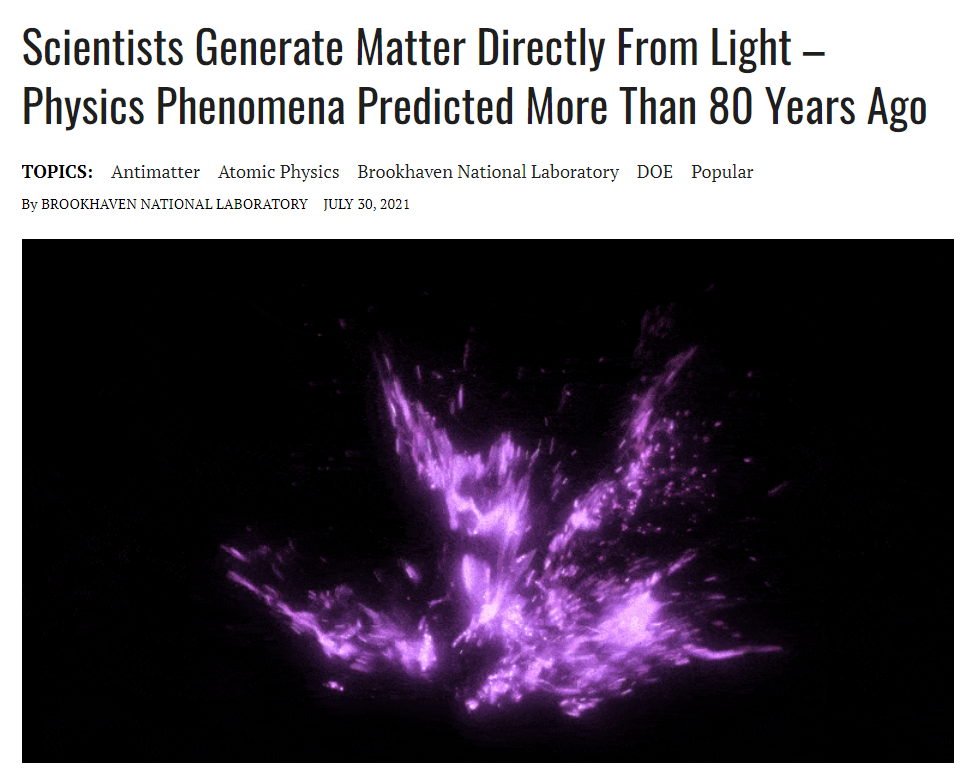 Scientists Generate Matter Directly From Light –
Physics Phenomena Predicted More Than 80 Years Ago
TOPICS: Antimatter Atomic Physics Brookhaven National Laboratory DOE Popular
By BROOKHAVEN NATIONAL LABORATORY JULY 30, 2021